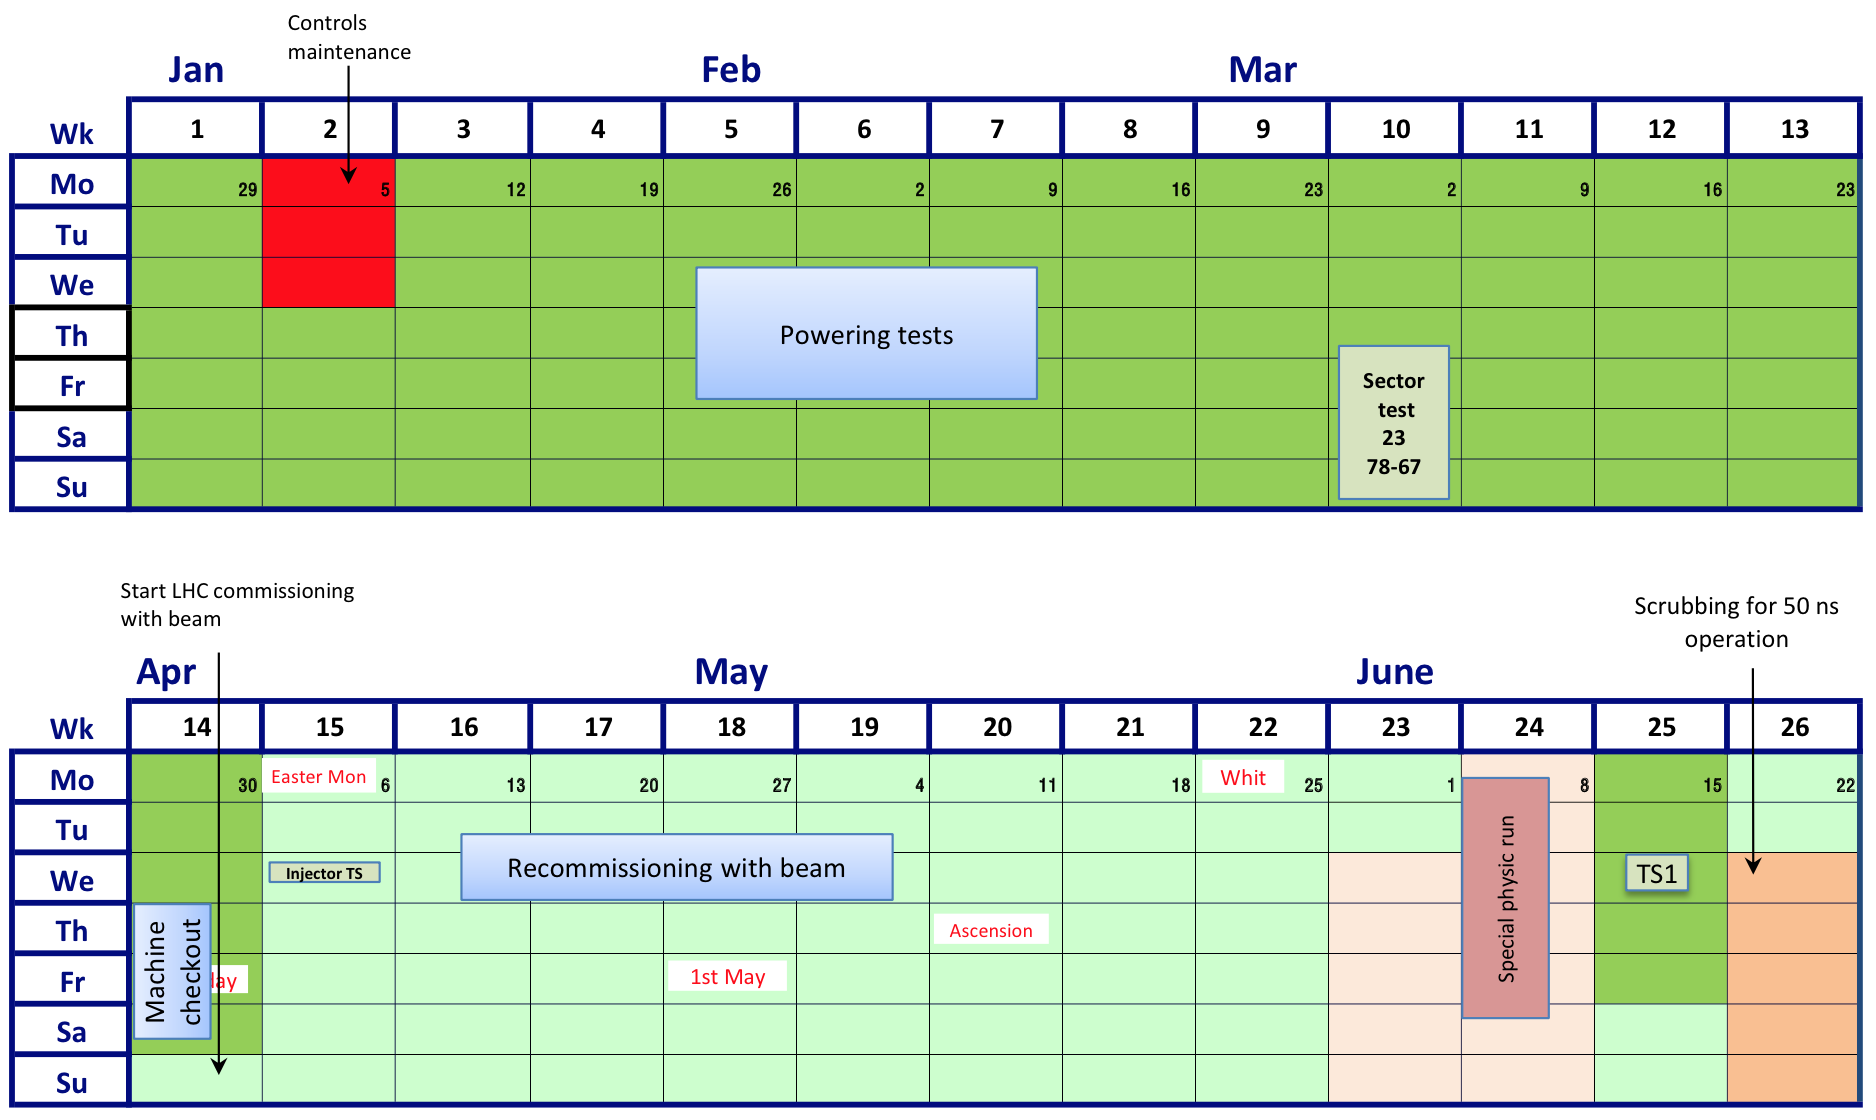 Controls
maintenance
Jan Feb Mar
Wk 1 2 3 4 5 6 7 8 9 10 11 12 13
Mo 29 5 12 19 26 2 9 16 23 2 9 16 23
Tu
We
Th
Powering tests
Fr
Sa
Su
Sector
test
23
78-67
Start LHC commissioning
with beam
Scrubbing for 50 ns
operation
Apr May June
Wk 14 15 16 17 18 19 20 21 22 23 24 25 26
Mo 30 Easter Mon 6 13 20 27 4 11 18 Whit 25 1 8 15 22
Tu
Recommissioning with beam
We Injector TS TS1
Th Ascension
Fr 1st May
Sa
Su
Machine
checkout
Special physic run